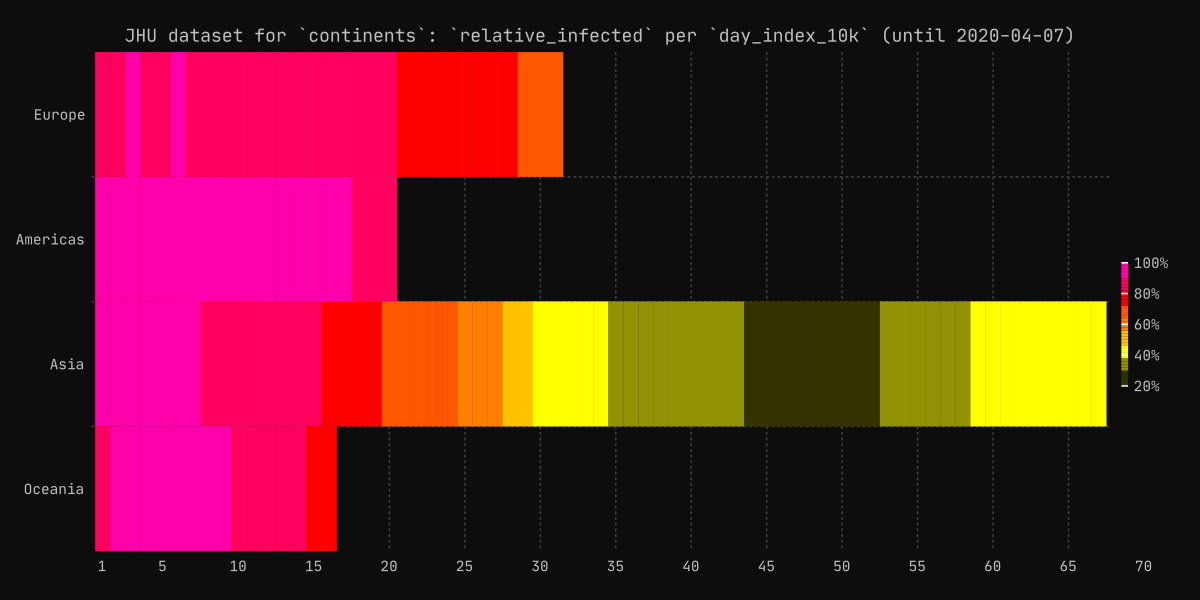 JHU dataset for `continents`: `relative_infected` per `day_index_10k` (until 2020-04-07)
Europe
Americas
Asia
Oceania
100%
80%
60%
40%
20%
1 5 10 15 20 25 30 35 40 45 50 55 60 65 70